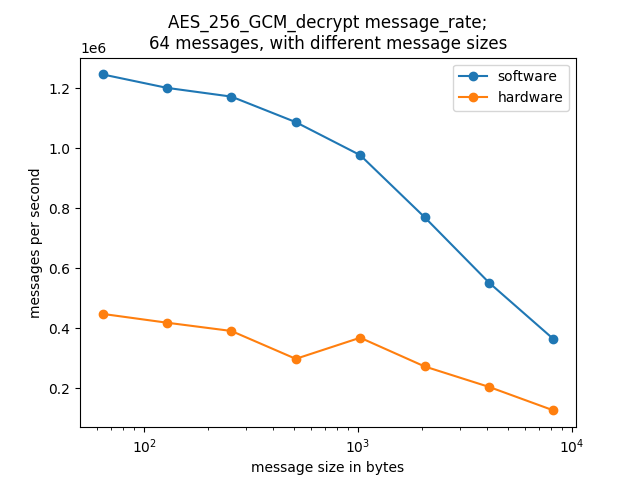 AES_256_GCM_decrypt message_rate;
64 messages, with different message sizes
1e6
software
hardware
1.2
1.0
0.8
0.6
0.4
0.2
messages per second
10²
10³
10⁴
message size in bytes